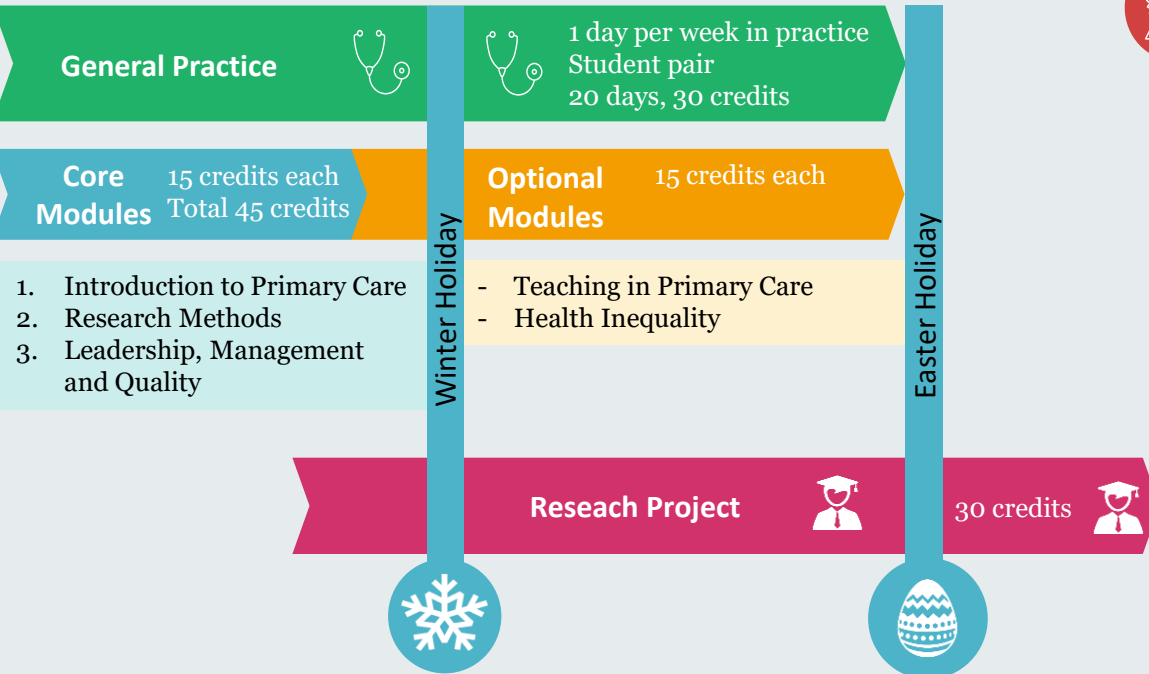 General Practice
1 day per week in practice
Student pair
20 days, 30 credits
Core
Modules
15 credits each
Total 45 credits
Optional
Modules
15 credits each
1. Introduction to Primary Care
2. Research Methods
3. Leadership, Management
and Quality
Winter Holiday
- Teaching in Primary Care
- Health Inequality
Easter Holiday
Reseach Project
30 credits